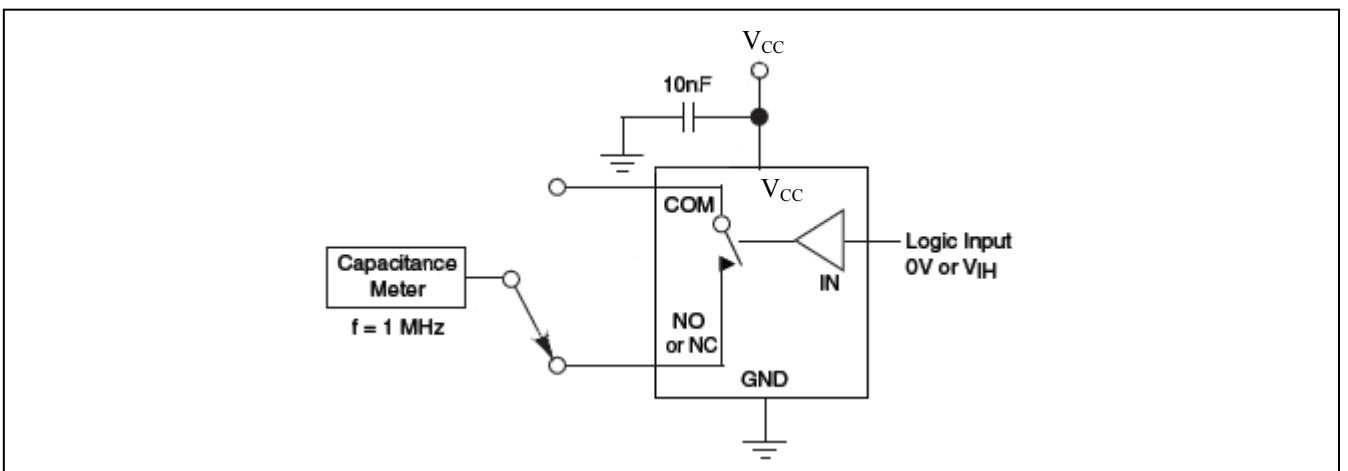 VCC
10nF
VCC
COM
Logic Input
0V or VIH
IN
Capacitance
Meter
f = 1 MHz
NO
or NC
GND